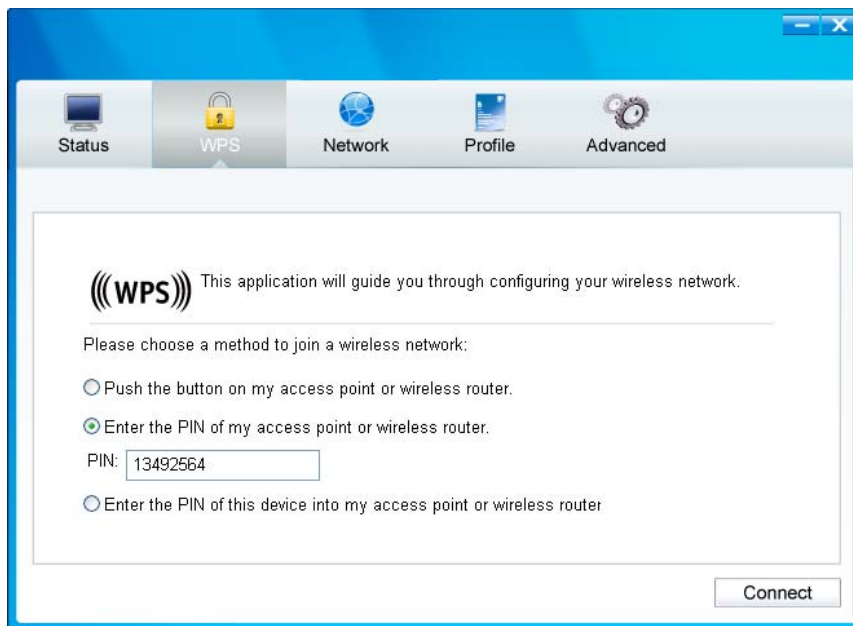 Status WPS Network Profile Advanced
(((WPS))) This application will guide you through configuring your wireless network.
Please choose a method to join a wireless network:
Push the button on my access point or wireless router.
Enter the PIN of my access point or wireless router.
PIN: 13492564
Enter the PIN of this device into my access point or wireless router
Connect